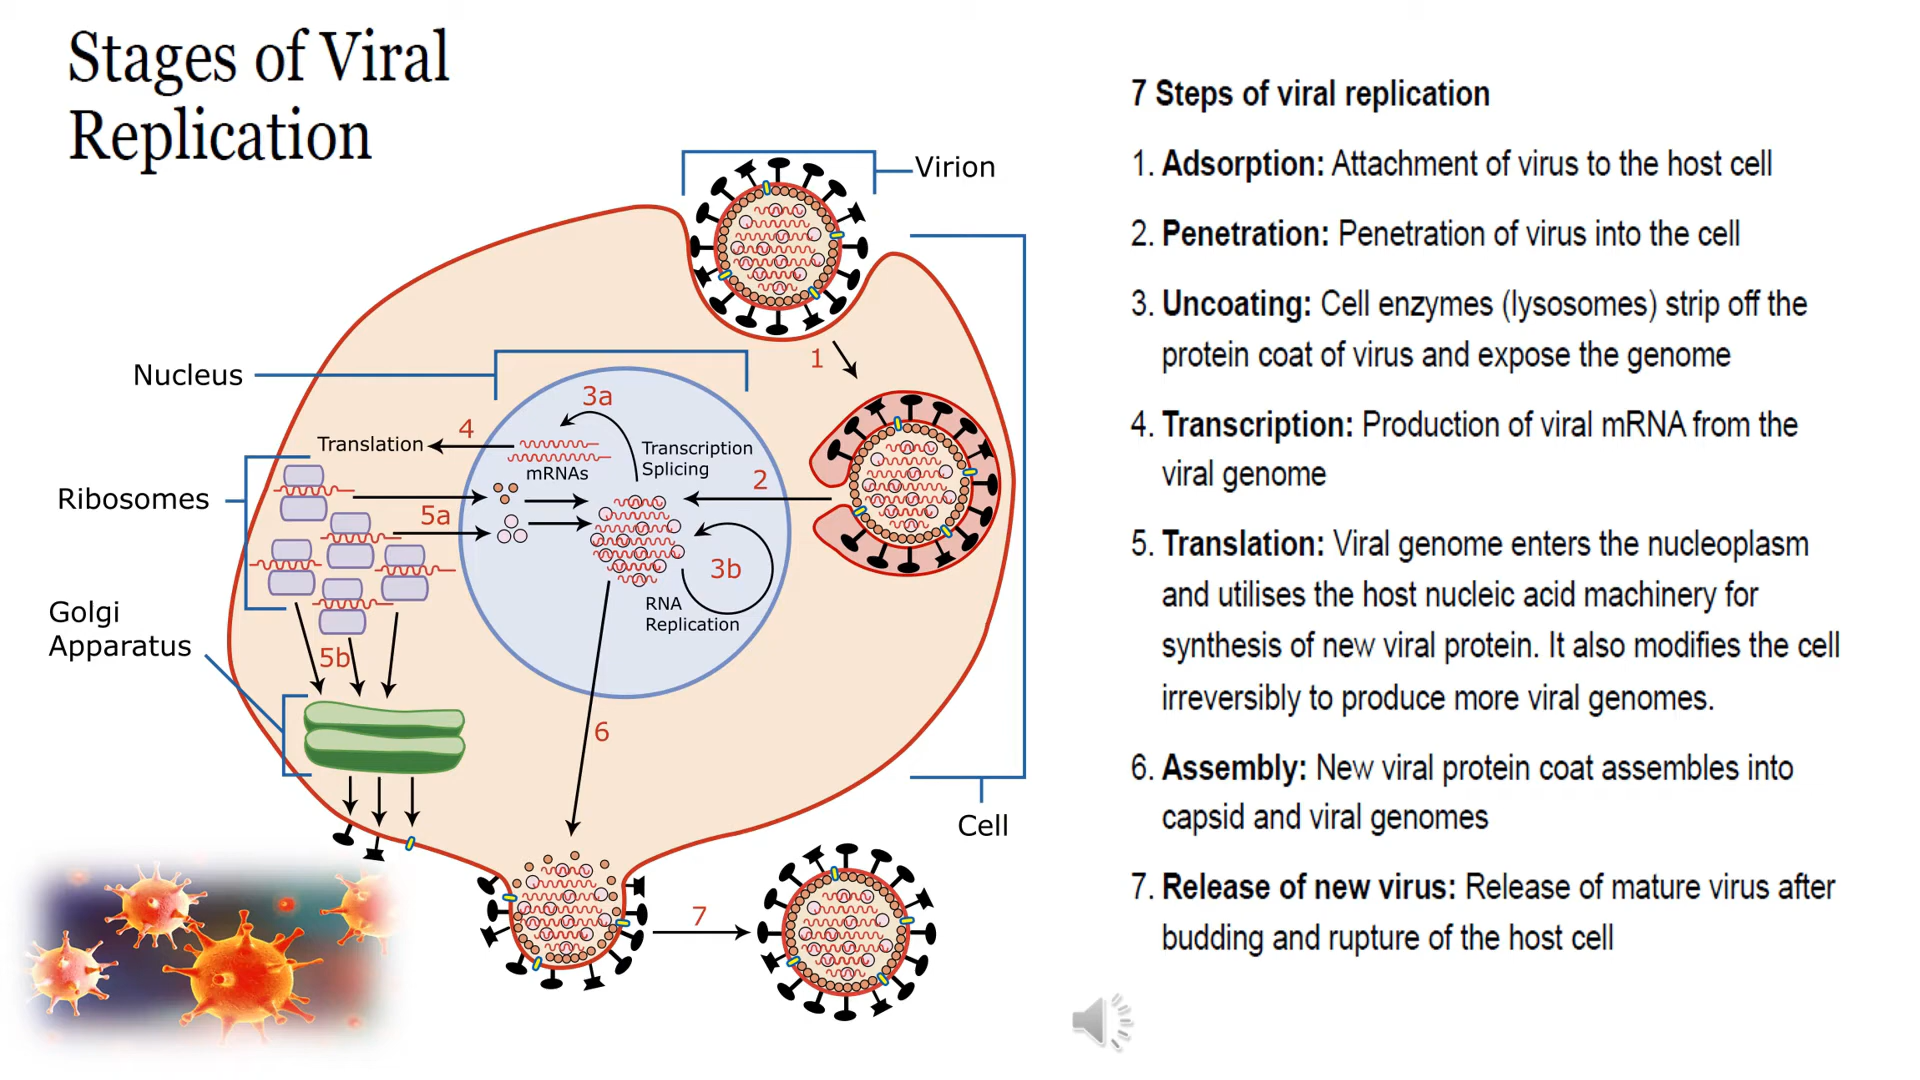 Stages of Viral
Replication
Virion
Nucleus
3a
1
4
Translation
Transcription
Splicing
mRNAs
2
Ribosomes
5a
3b
RNA
Replication
Golgi
Apparatus
5b
6
Cell
7
7 Steps of viral replication
1. Adsorption: Attachment of virus to the host cell
2. Penetration: Penetration of virus into the cell
3. Uncoating: Cell enzymes (lysosomes) strip off the
protein coat of virus and expose the genome
4. Transcription: Production of viral mRNA from the
viral genome
5. Translation: Viral genome enters the nucleoplasm
and utilises the host nucleic acid machinery for
synthesis of new viral protein. It also modifies the cell
irreversibly to produce more viral genomes.
6. Assembly: New viral protein coat assembles into
capsid and viral genomes
7. Release of new virus: Release of mature virus after
budding and rupture of the host cell